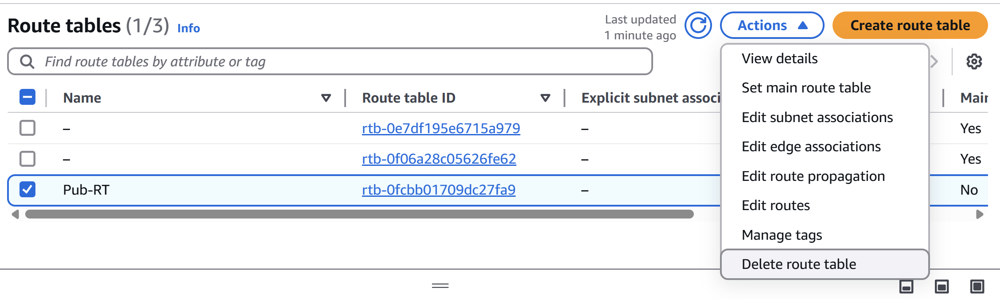 Route tables (1/3) Info
Last updated
1 minute ago
Actions
Create route table
Find route tables by attribute or tag
Name
Route table ID
Explicit subnet associ
Main
– rtb-0e7df195e6715a979 – Yes
– rtb-0f06a28c05626fe62 – Yes
Pub-RT rtb-0fcbb01709dc27fa9 – No
View details
Set main route table
Edit subnet associations
Edit edge associations
Edit route propagation
Edit routes
Manage tags
Delete route table